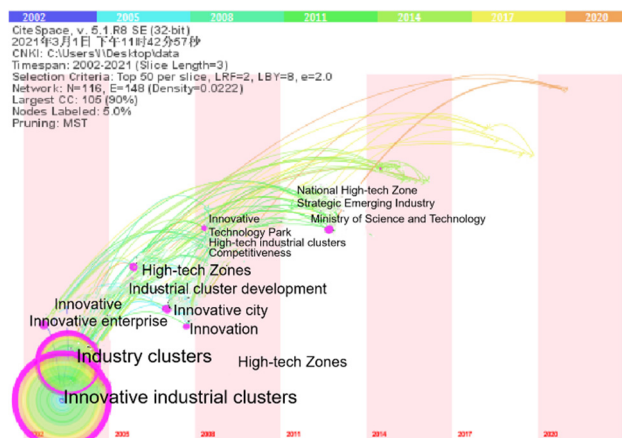 2002 2005 2008 2011 2014 2017 2020
CiteSpace, v. 5.1.R8 SE (32-bit)
2021年3月1日 下午11时42分57秒
CNKI: C:\Users\l\Desktop\data
Timespan: 2002-2021 (Slice Length=3)
Selection Criteria: Top 50 per slice, LRF=2, LBY=8, e=2.0
Network: N=116, E=148 (Density=0.0222)
Largest CC: 105 (90%)
Nodes Labeled: 5.0%
Pruning: MST
National High-tech Zone
Strategic Emerging Industry
Innovative
Ministry of Science and Technology
Technology Park
High-tech industrial clusters
Competitiveness
High-tech Zones
Industrial cluster development
Innovative
Innovative city
Innovative enterprise
Innovation
Industry clusters
High-tech Zones
Innovative industrial clusters
2005 2008 2011 2014 2017 2020